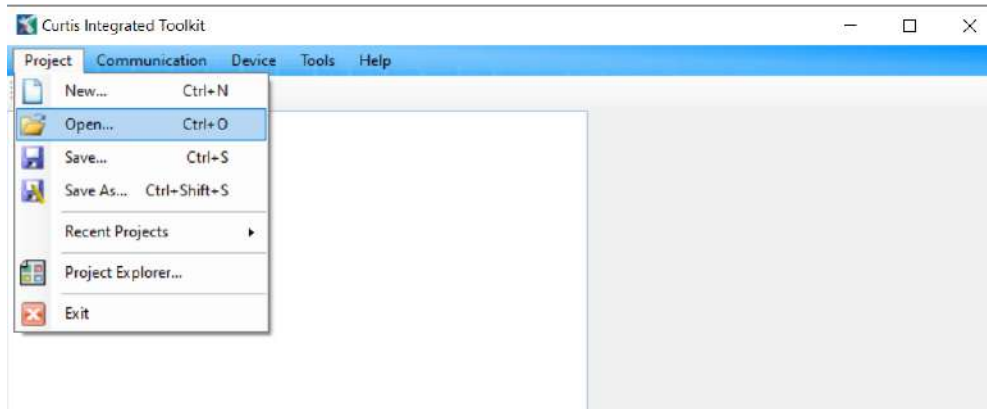 Curtis Integrated Toolkit
Project Communication Device Tools Help
New... Ctrl+N
Open... Ctrl+O
Save... Ctrl+S
Save As... Ctrl+Shift+S
Recent Projects
Project Explorer...
Exit